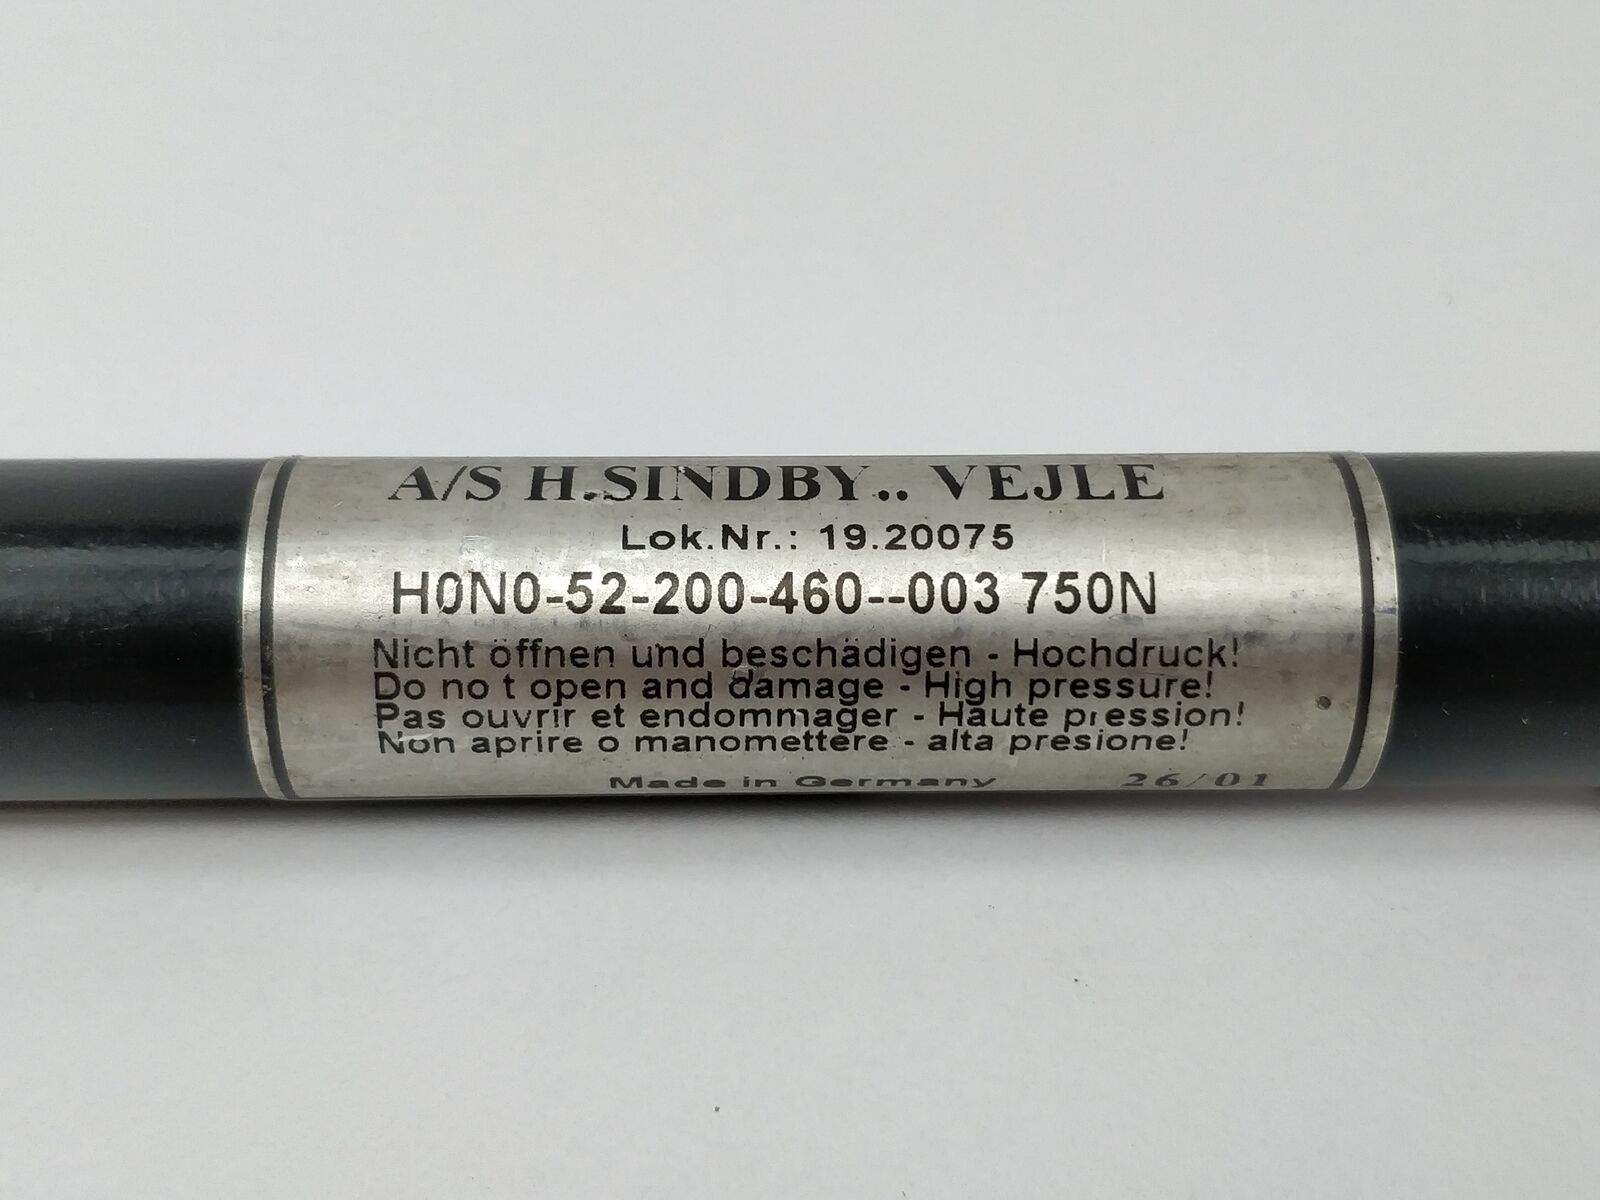 A/S H.SINDBY.. VEJLE
Lok.Nr.: 19.20075
H0N0-52-200-460--003 750N
Nicht öffnen und beschädigen - Hochdruck!
Do no t open and damage - High pressure!
Pas ouvrir et endommager - Haute pression!
Non aprire o manomettere - alta presione!
Made in Germany 26/01